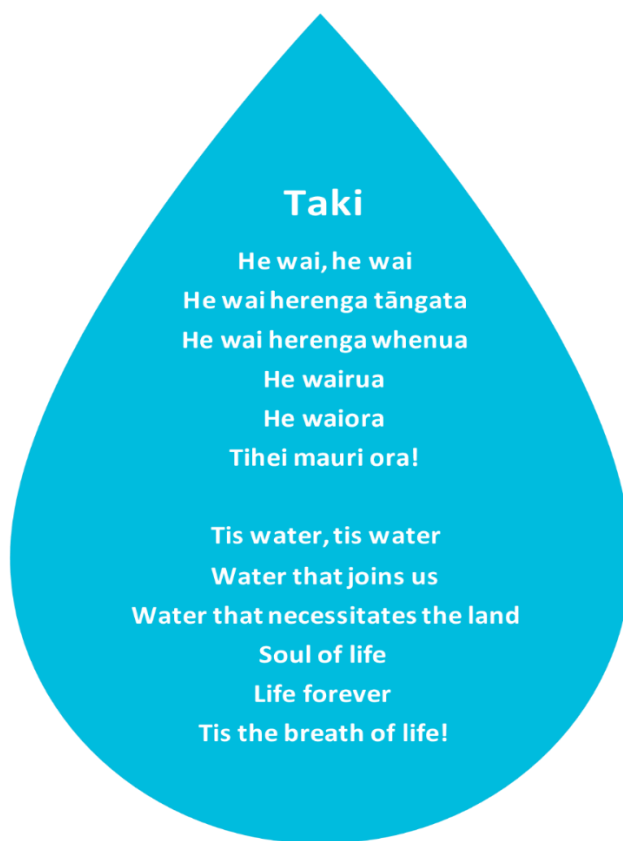 Taki
He wai, he wai
He wai herenga tāngata
He wai herenga whenua
He wairua
He waiora
Tihei mauri ora!
Tis water, tis water
Water that joins us
Water that necessitates the land
Soul of life
Life forever
Tis the breath of life!